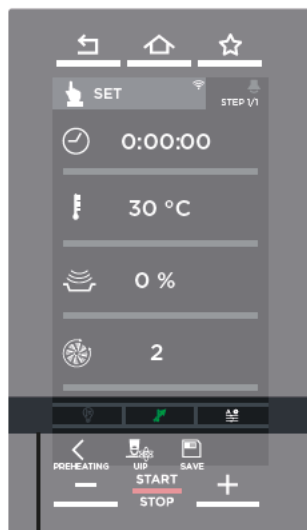 SET
STEP 1/1
0:00:00
30 °C
0 %
2
PREHEATING UIP SAVE
START
STOP